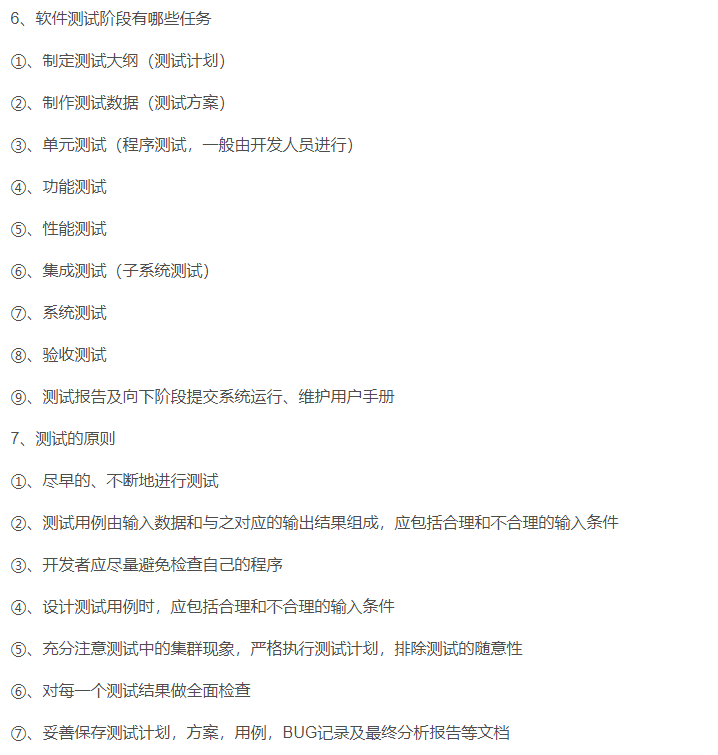 6、软件测试阶段有哪些任务
①、制定测试大纲（测试计划）
②、制作测试数据（测试方案）
③、单元测试（程序测试，一般由开发人员进行）
④、功能测试
⑤、性能测试
⑥、集成测试（子系统测试）
⑦、系统测试
⑧、验收测试
⑨、测试报告及向下阶段提交系统运行、维护用户手册
7、测试的原则
①、尽早的、不断地进行测试
②、测试用例由输入数据和与之对应的输出结果组成，应包括合理和不合理的输入条件
③、开发者应尽量避免检查自己的程序
④、设计测试用例时，应包括合理和不合理的输入条件
⑤、充分注意测试中的集群现象，严格执行测试计划，排除测试的随意性
⑥、对每一个测试结果做全面检查
⑦、妥善保存测试计划，方案，用例，BUG记录及最终分析报告等文档